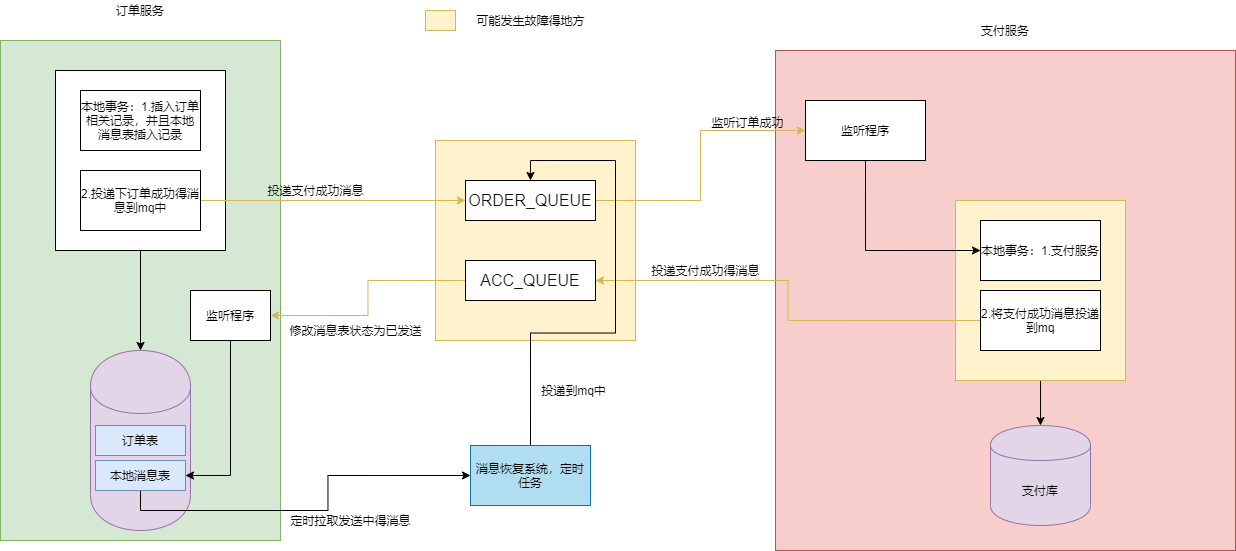 订单服务
可能发生故障得地方
支付服务
本地事务：1.插入订单
相关记录，并且本地
消息表插入记录
2.投递下订单成功得消
息到mq中
投递支付成功消息
ORDER_QUEUE
监听订单成功
监听程序
本地事务：1.支付服务
2.将支付成功消息投递
到mq
投递支付成功得消息
ACC_QUEUE
监听程序
修改消息表状态为已发送
投递到mq中
订单表
本地消息表
消息恢复系统，定时
任务
定时拉取发送中得消息
支付库